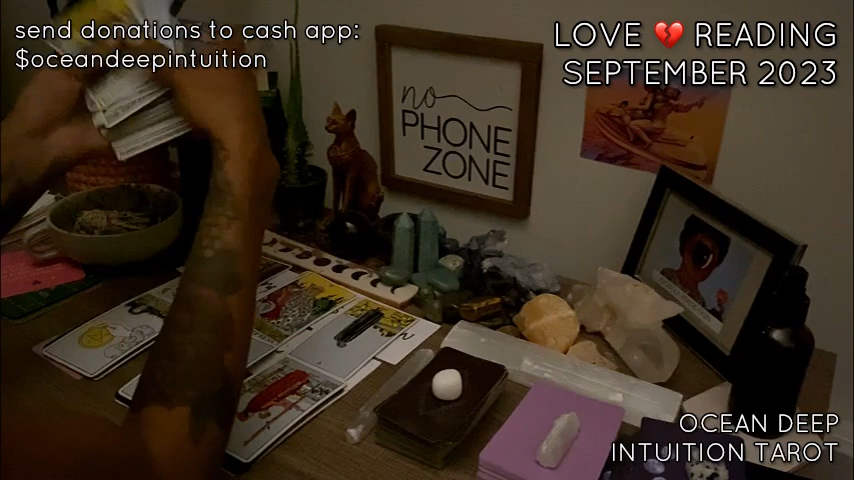 send donations to cash app:
$oceandeepintuition
LOVE 💔 READING
SEPTEMBER 2023
no
PHONE
ZONE
OCEAN DEEP
INTUITION TAROT